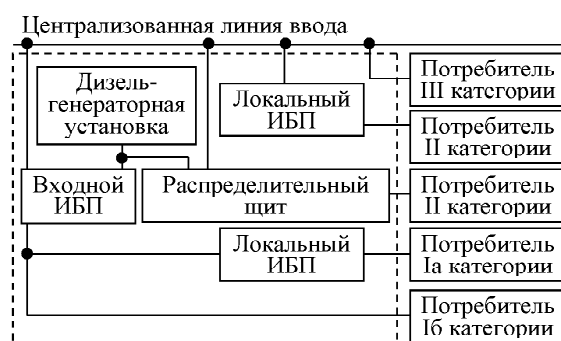 Централизованная линия ввода
Дизель-
генераторная
установка
Локальный
ИБП
Потребитель
III категории
Потребитель
II категории
Входной
ИБП
Распределительный
щит
Потребитель
II категории
Локальный
ИБП
Потребитель
Iа категории
Потребитель
Iб категории